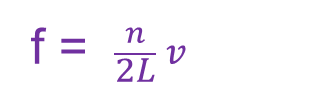 f = n/2L v